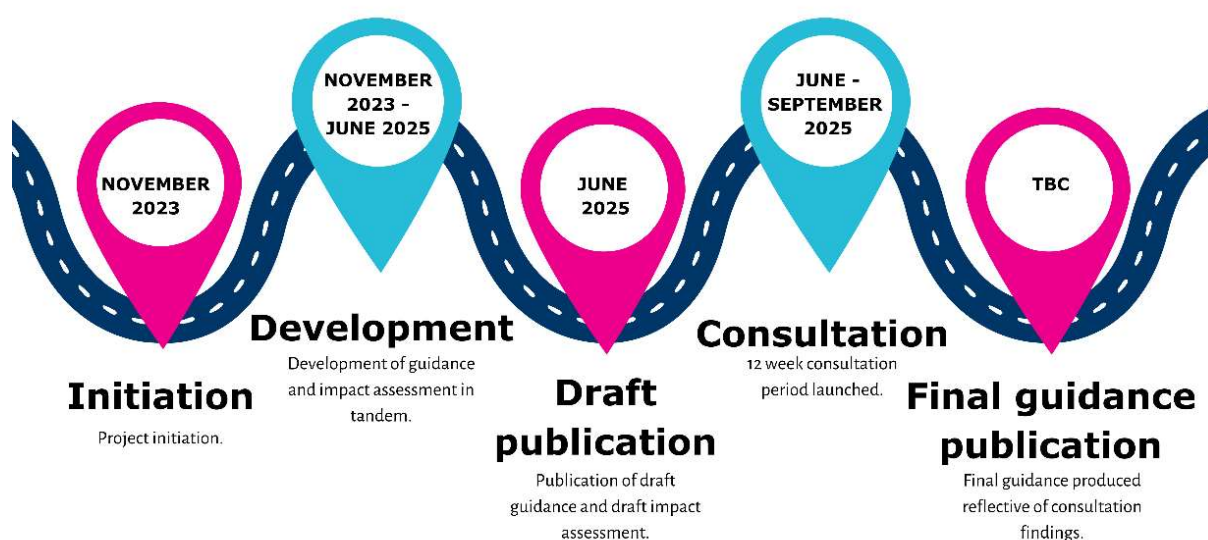 NOVEMBER
2023
Initiation
Project initiation.
NOVEMBER
2023 -
JUNE 2025
Development
Development of guidance
and impact assessment in
tandem.
JUNE
2025
Draft
publication
Publication of draft
guidance and draft impact
assessment.
JUNE -
SEPTEMBER
2025
Consultation
12 week consultation
period launched.
TBC
Final guidance
publication
Final guidance produced
reflective of consultation
findings.